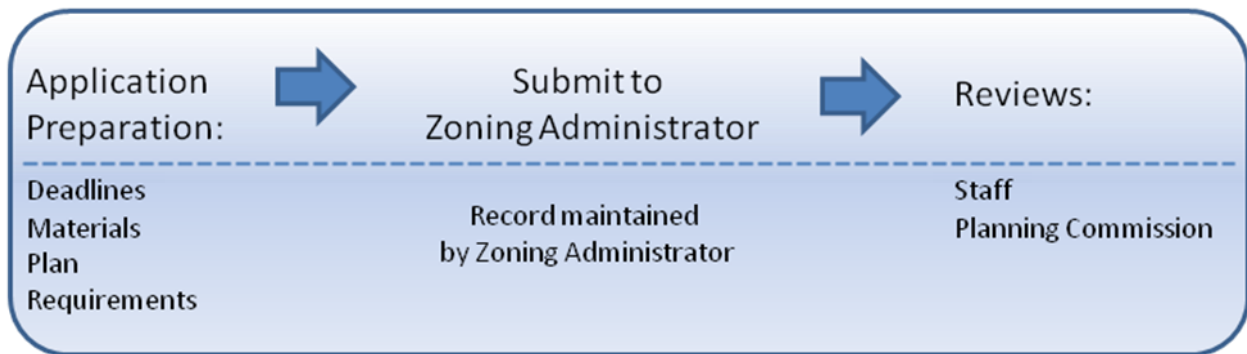 Application
Preparation:
Submit to
Zoning Administrator
Reviews:
Deadlines
Materials
Plan
Requirements
Record maintained
by Zoning Administrator
Staff
Planning Commission